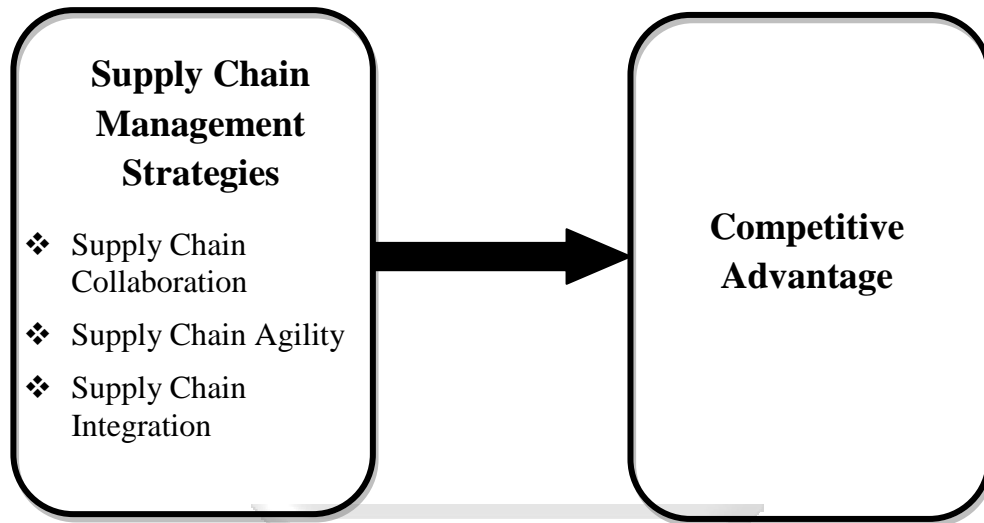 Supply Chain
Management
Strategies
❖ Supply Chain
Collaboration
❖ Supply Chain Agility
❖ Supply Chain
Integration
Competitive
Advantage